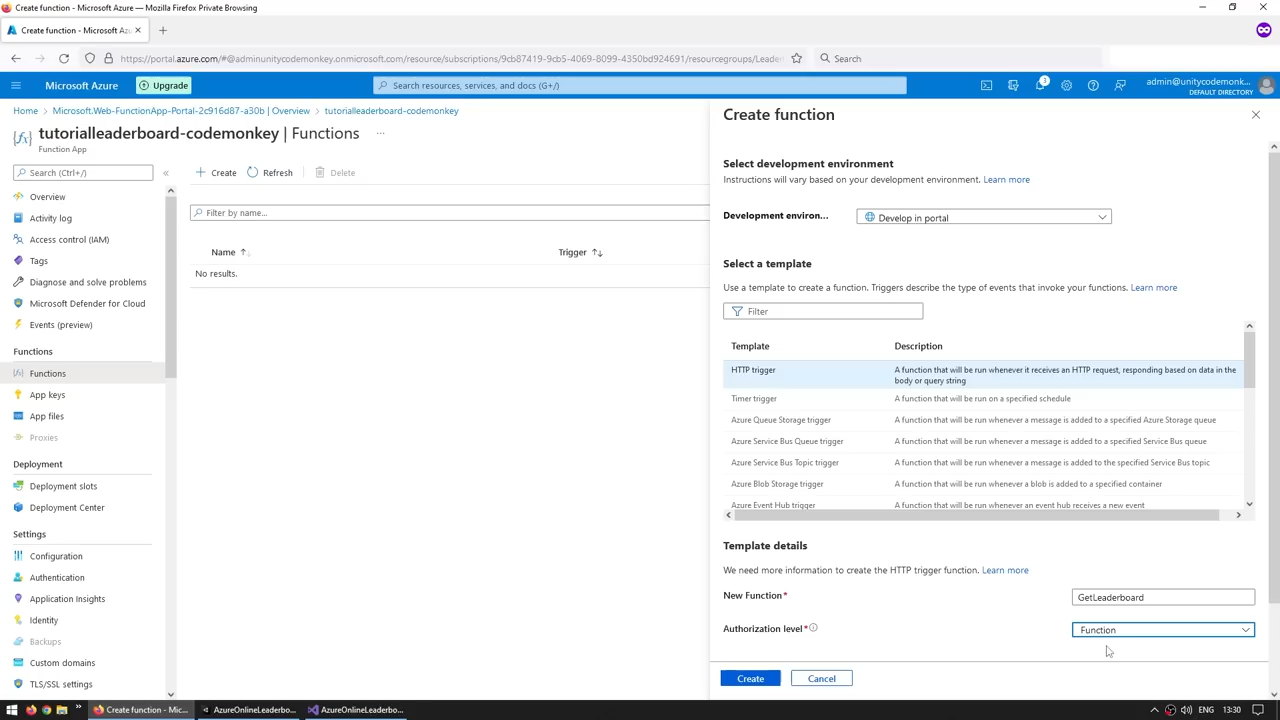 Create function - Microsoft Azure — Mozilla Firefox Private Browsing
Create function - Microsoft Az
https://portal.azure.com/#@adminunitycodemonkey.onmicrosoft.com/resource/subscriptions/9cb87419-9cb5-4069-8099-4350bd924691/resourcegroups/Leade
Search
Microsoft Azure
Upgrade
Search resources, services, and docs (G+/)
1
admin@unitycodemonk...
DEFAULT DIRECTORY
Home > Microsoft.Web-FunctionApp-Portal-2c916d87-a30b | Overview > tutorialleaderboard-codemonkey
tutorialleaderboard-codemonkey | Functions ...
Function App
Search (Ctrl+/)
«
Overview
Activity log
Access control (IAM)
Tags
Diagnose and solve problems
Microsoft Defender for Cloud
Events (preview)
Functions
Functions
App keys
App files
Proxies
Deployment
Deployment slots
Deployment Center
Settings
Configuration
Authentication
Application Insights
Identity
Backups
Custom domains
TLS/SSL settings
Create
Refresh
Delete
Filter by name...
Name
Trigger
No results.
Create function
Select development environment
Instructions will vary based on your development environment. Learn more
Development environ...
Develop in portal
Select a template
Use a template to create a function. Triggers describe the type of events that invoke your functions. Learn more
Filter
Template Description
HTTP trigger A function that will be run whenever it receives an HTTP request, responding based on data in the
body or query string
Timer trigger A function that will be run on a specified schedule
Azure Queue Storage trigger A function that will be run whenever a message is added to a specified Azure Storage queue
Azure Service Bus Queue trigger A function that will be run whenever a message is added to a specified Service Bus queue
Azure Service Bus Topic trigger A function that will be run whenever a message is added to the specified Service Bus topic
Azure Blob Storage trigger A function that will be run whenever a blob is added to a specified container
Azure Event Hub trigger A function that will be run whenever an event hub receives a new event
Template details
We need more information to create the HTTP trigger function. Learn more
New Function*
GetLeaderboard
Authorization level*
Function
Create
Cancel
Create function - Mic...
AzureOnlineLeaderbo...
AzureOnlineLeaderbo...
ENG
13:30